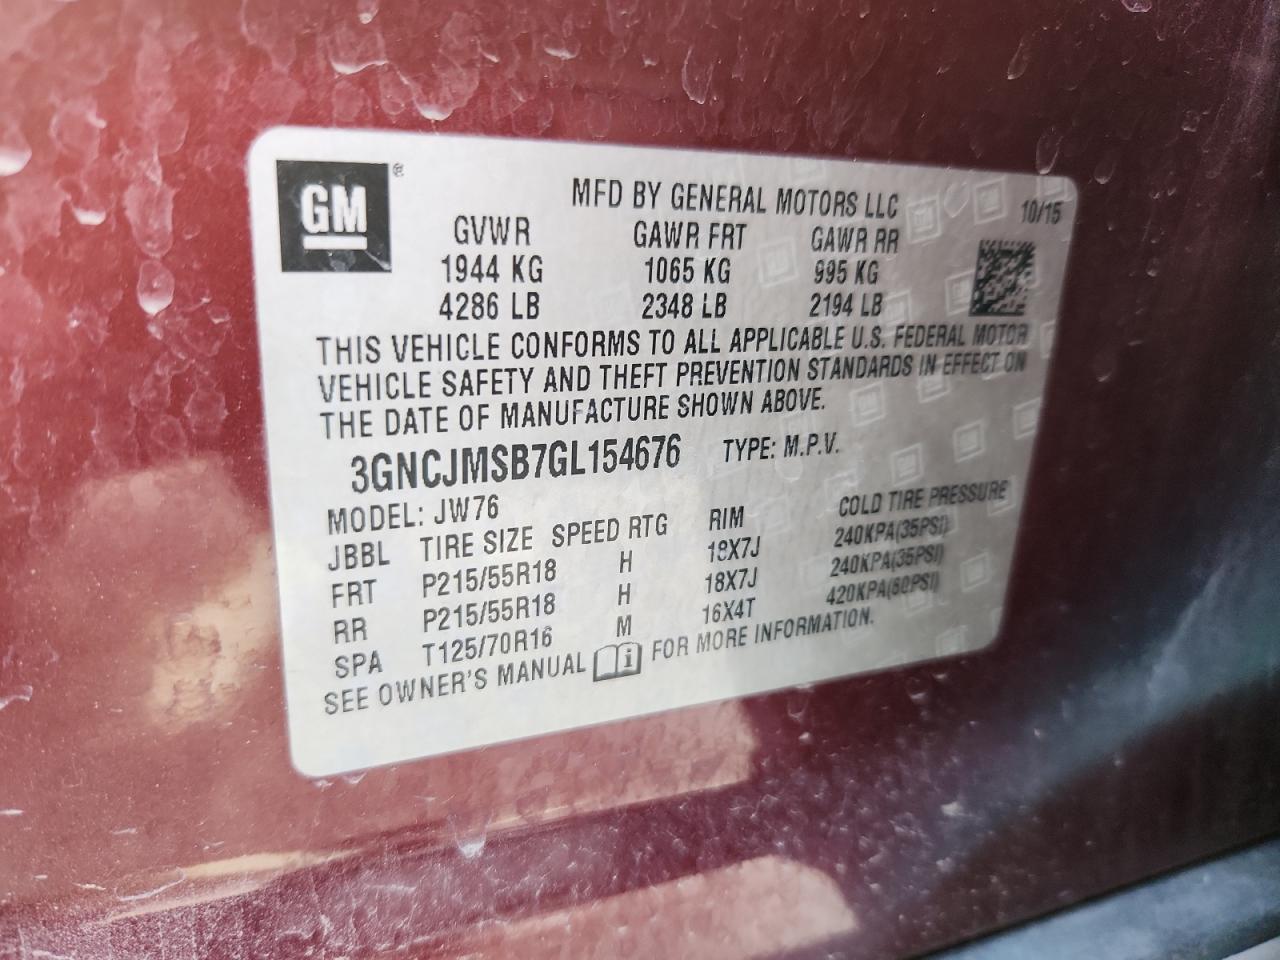 GM ®
MFD BY GENERAL MOTORS LLC
10/15
GVWR GAWR FRT GAWR RR
1944 KG 1065 KG 995 KG
4286 LB 2348 LB 2194 LB
THIS VEHICLE CONFORMS TO ALL APPLICABLE U.S. FEDERAL MOTOR
VEHICLE SAFETY AND THEFT PREVENTION STANDARDS IN EFFECT ON
THE DATE OF MANUFACTURE SHOWN ABOVE.
3GNCJMSB7GL154676 TYPE: M.P.V.
MODEL: JW76
JBBL TIRE SIZE SPEED RTG RIM COLD TIRE PRESSURE
FRT P215/55R18 H 18X7J 240KPA(35PSI)
RR P215/55R18 H 18X7J 240KPA(35PSI)
SPA T125/70R16 M 16X4T 420KPA(60PSI)
SEE OWNER'S MANUAL i FOR MORE INFORMATION.